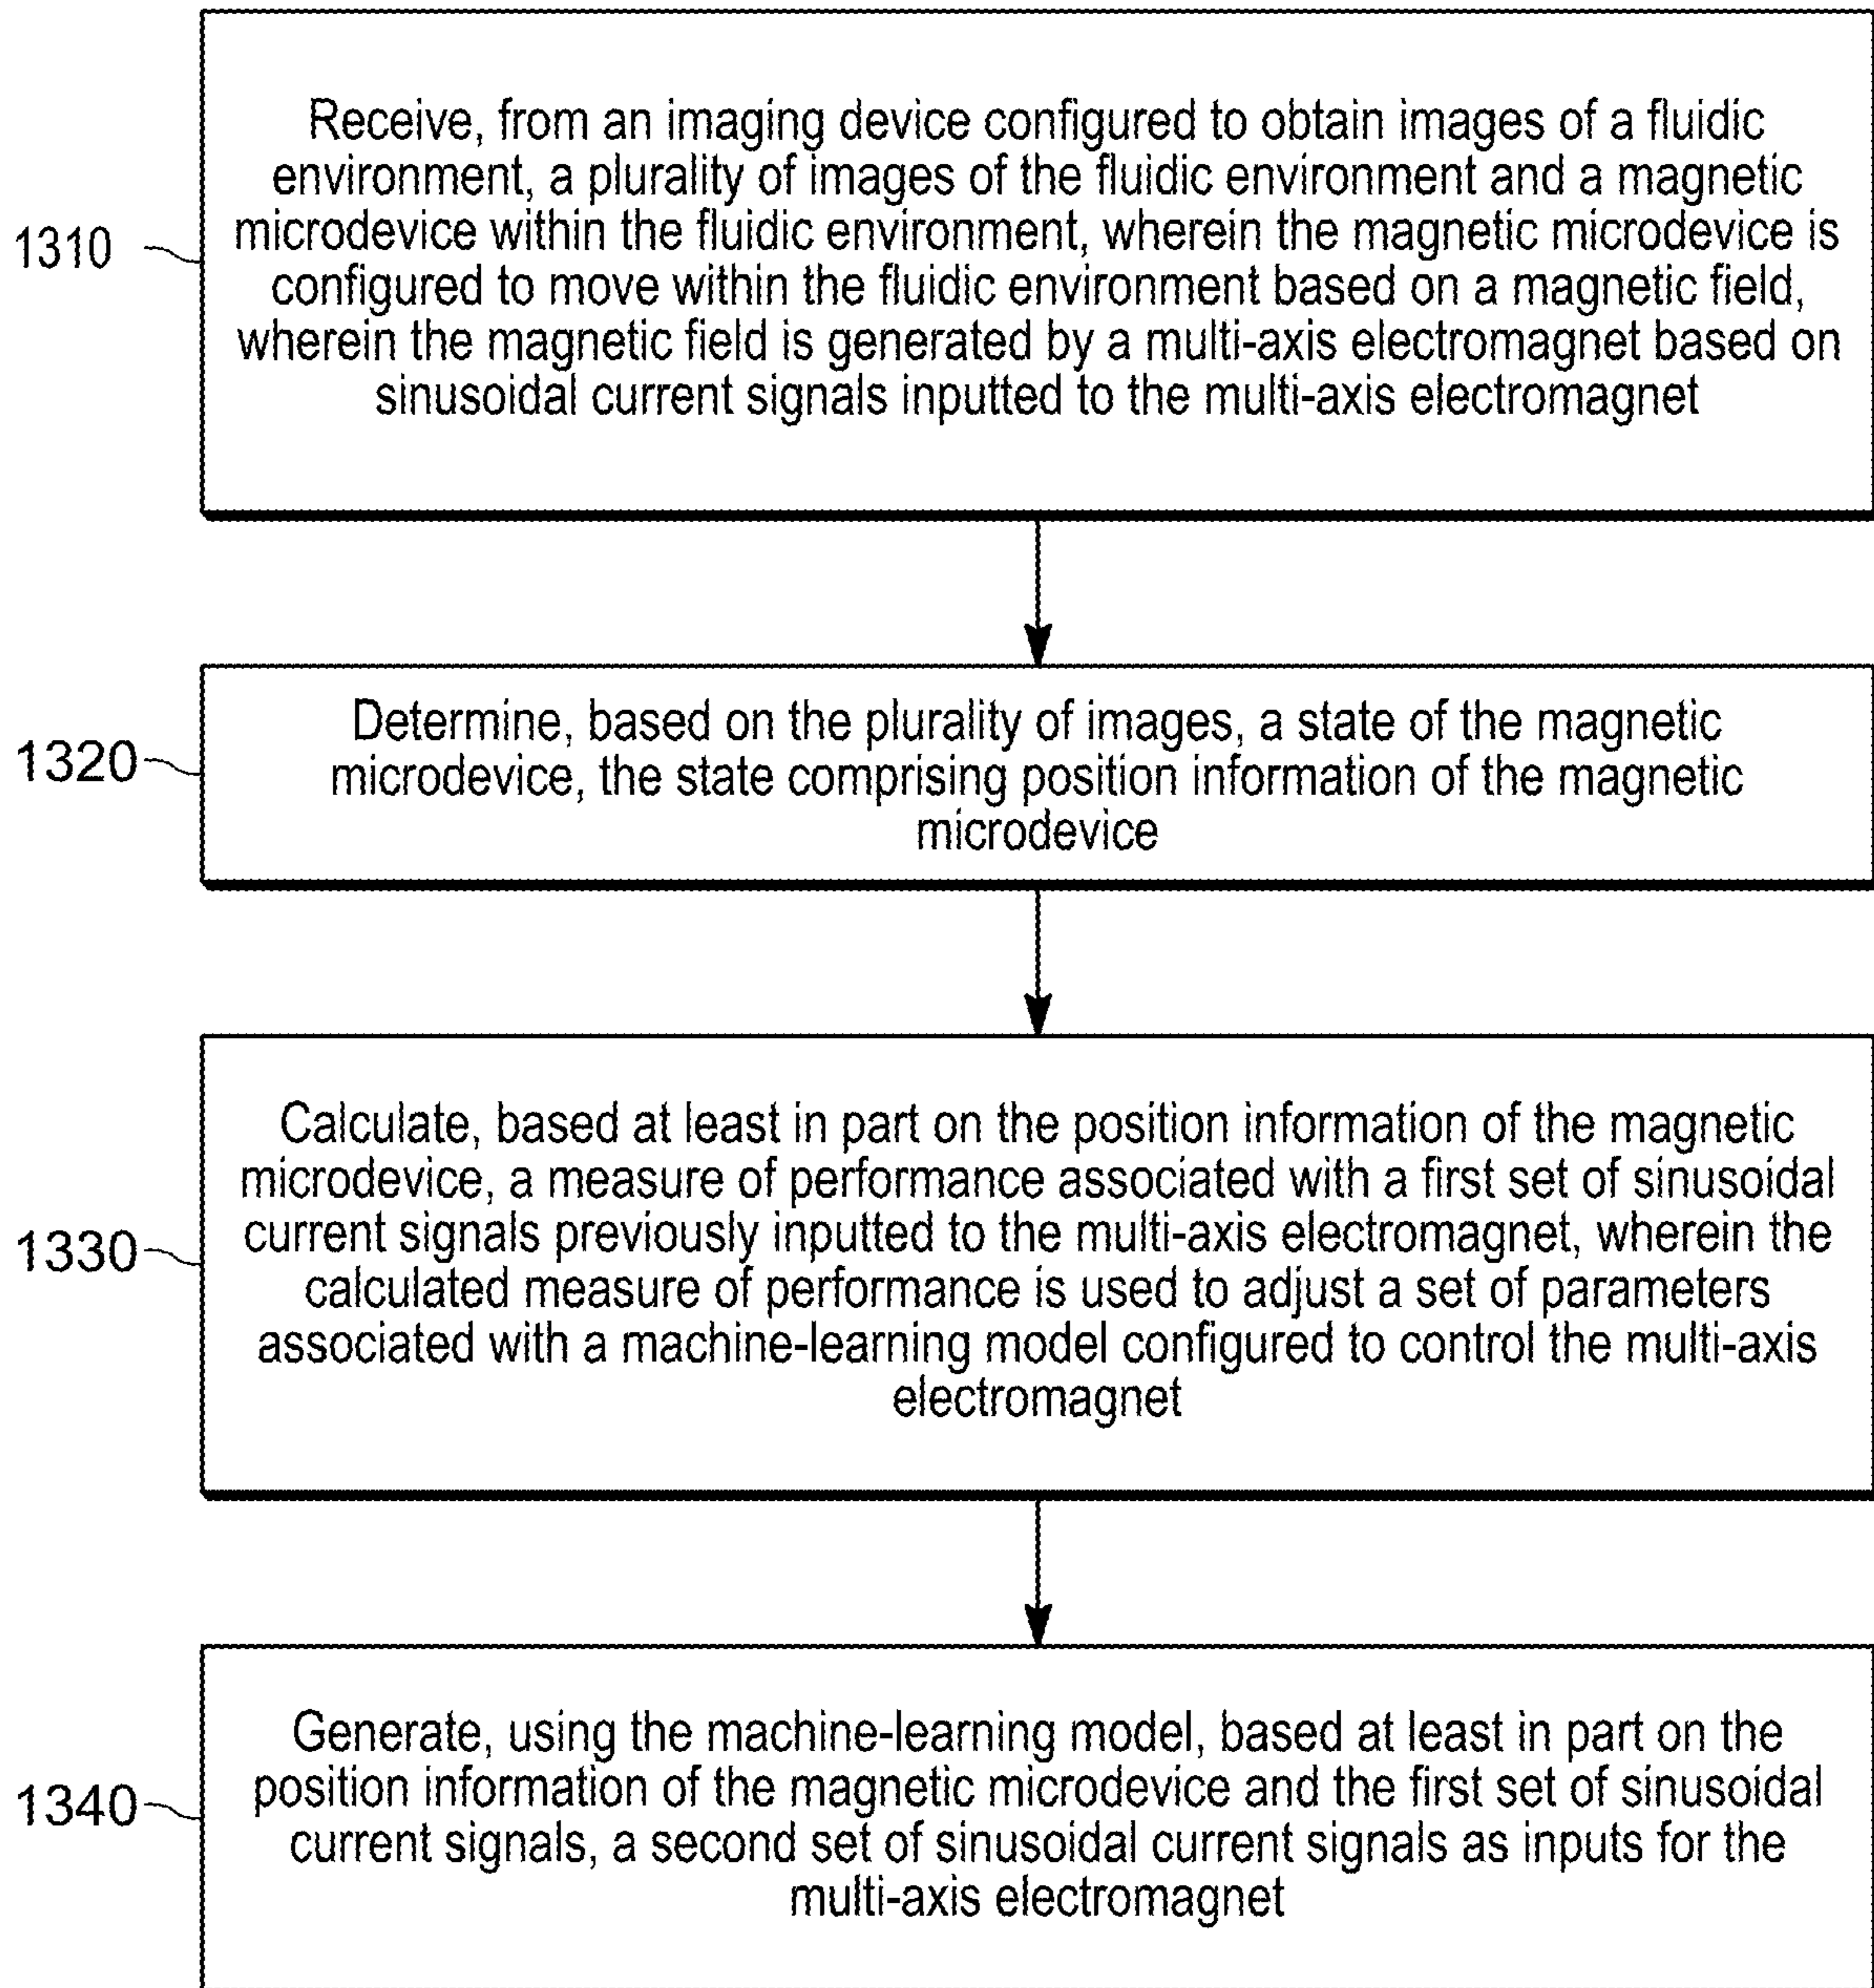 Receive, from an imaging device configured to obtain images of a fluidic
environment, a plurality of images of the fluidic environment and a magnetic
microdevice within the fluidic environment, wherein the magnetic microdevice is
configured to move within the fluidic environment based on a magnetic field,
wherein the magnetic field is generated by a multi-axis electromagnet based on
sinusoidal current signals inputted to the multi-axis electromagnet
1310
Determine, based on the plurality of images, a state of the magnetic
microdevice, the state comprising position information of the magnetic
microdevice
1320
Calculate, based at least in part on the position information of the magnetic
microdevice, a measure of performance associated with a first set of sinusoidal
current signals previously inputted to the multi-axis electromagnet, wherein the
calculated measure of performance is used to adjust a set of parameters
associated with a machine-learning model configured to control the multi-axis
electromagnet
1330
Generate, using the machine-learning model, based at least in part on the
position information of the magnetic microdevice and the first set of sinusoidal
current signals, a second set of sinusoidal current signals as inputs for the
multi-axis electromagnet
1340